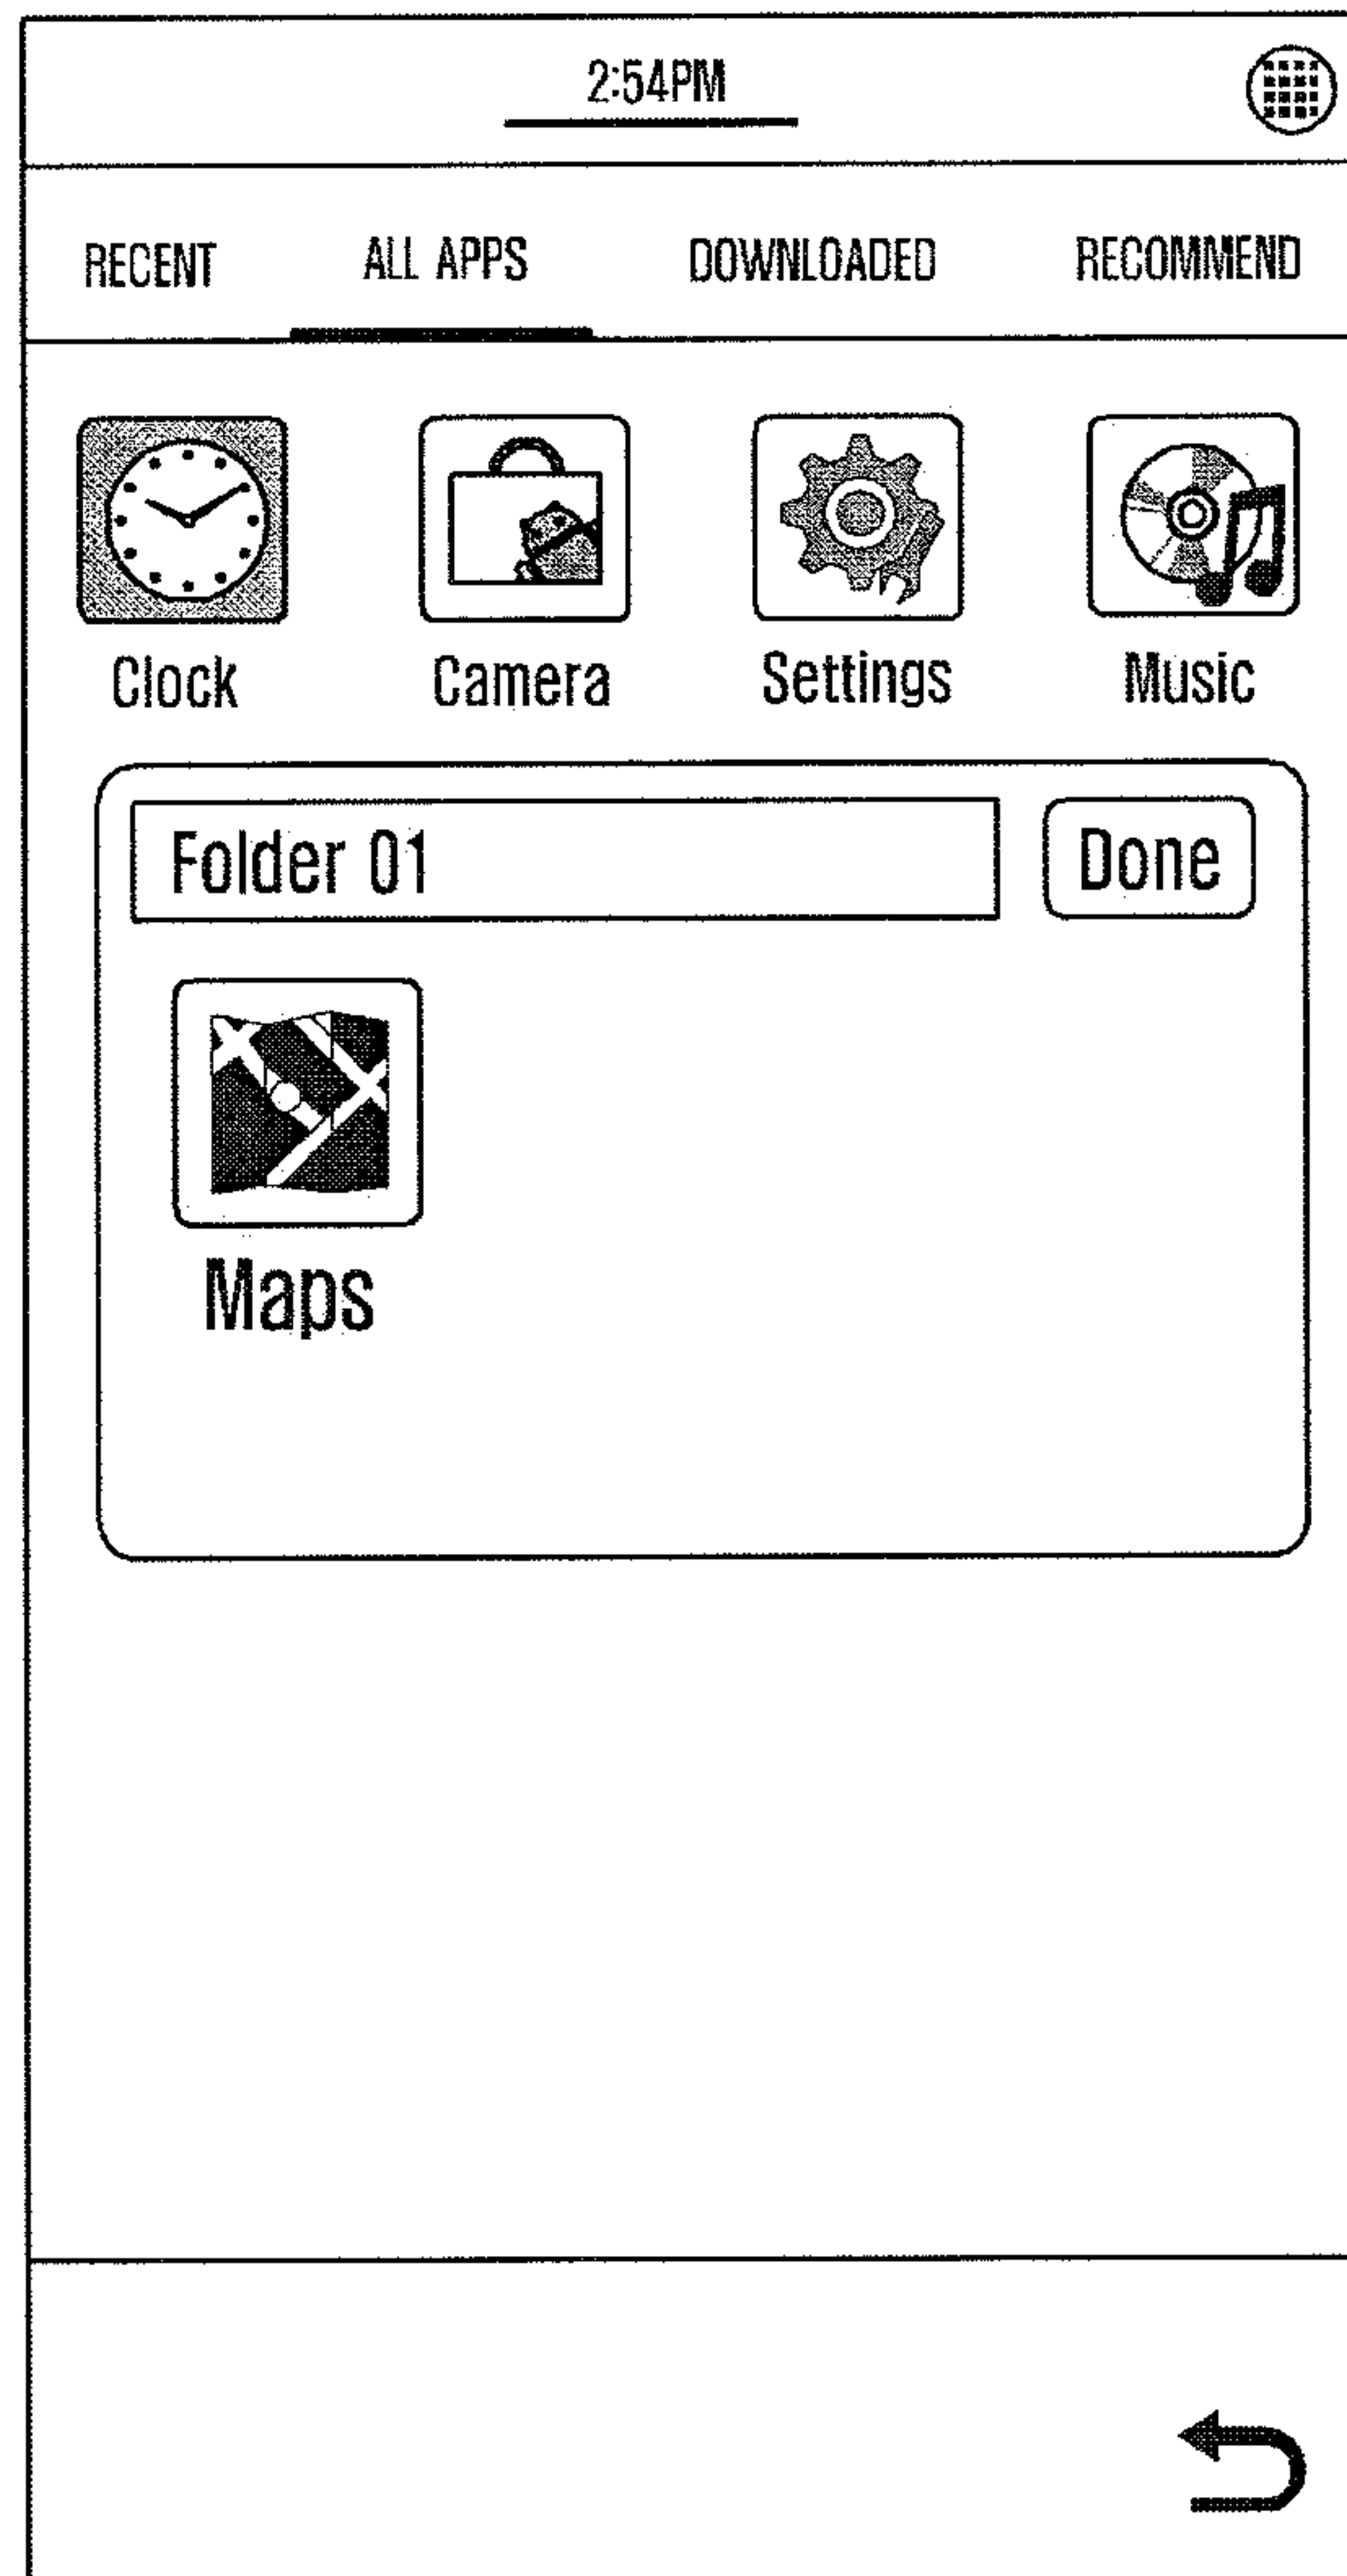 2:54PM
RECENT ALL APPS DOWNLOADED RECOMMEND
Clock Camera Settings Music
Folder 01 Done
Maps